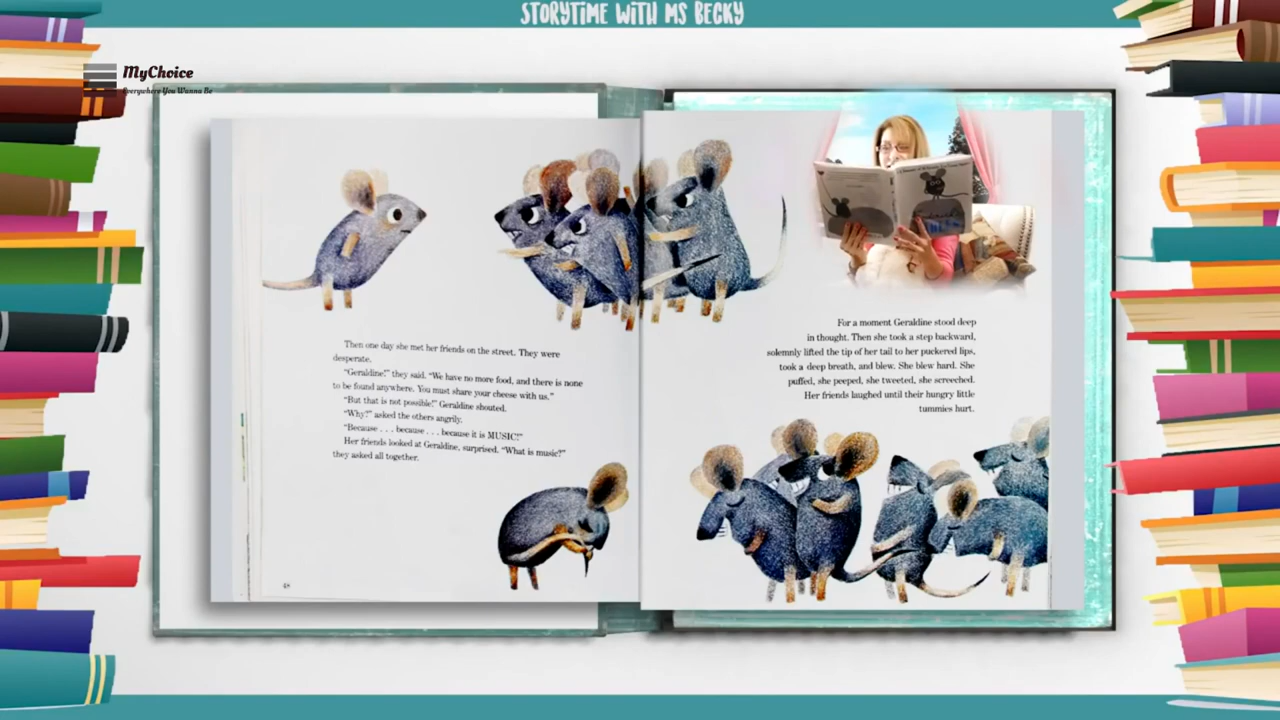 STORYTIME WITH MS BECKY
MyChoice
Everywhere You Wanna Be
Then one day she met her friends on the street. They were
desperate.
"Geraldine!" they said. "We have no more food, and there is none
to be found anywhere. You must share your cheese with us."
"But that is not possible!" Geraldine shouted.
"Why?" asked the others angrily.
"Because . . . because . . . because it is MUSIC!"
Her friends looked at Geraldine, surprised. "What is music?"
they asked all together.
For a moment Geraldine stood deep
in thought. Then she took a step backward,
solemnly lifted the tip of her tail to her puckered lips,
took a deep breath, and blew. She blew hard. She
puffed, she peeped, she tweeted, she screeched.
Her friends laughed until their hungry little
tummies hurt.